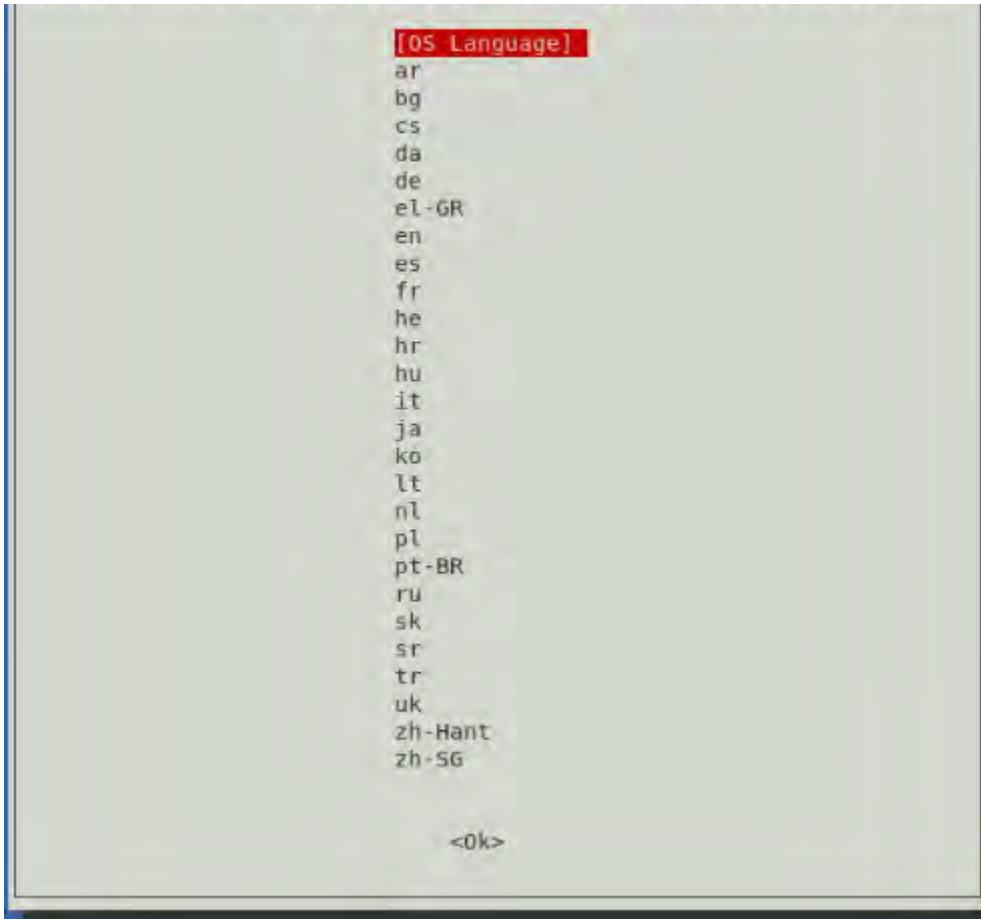 [OS Language]
ar
bg
cs
da
de
el-GR
en
es
fr
he
hr
hu
it
ja
ko
lt
nl
pl
pt-BR
ru
sk
sr
tr
uk
zh-Hant
zh-SG
<Ok>